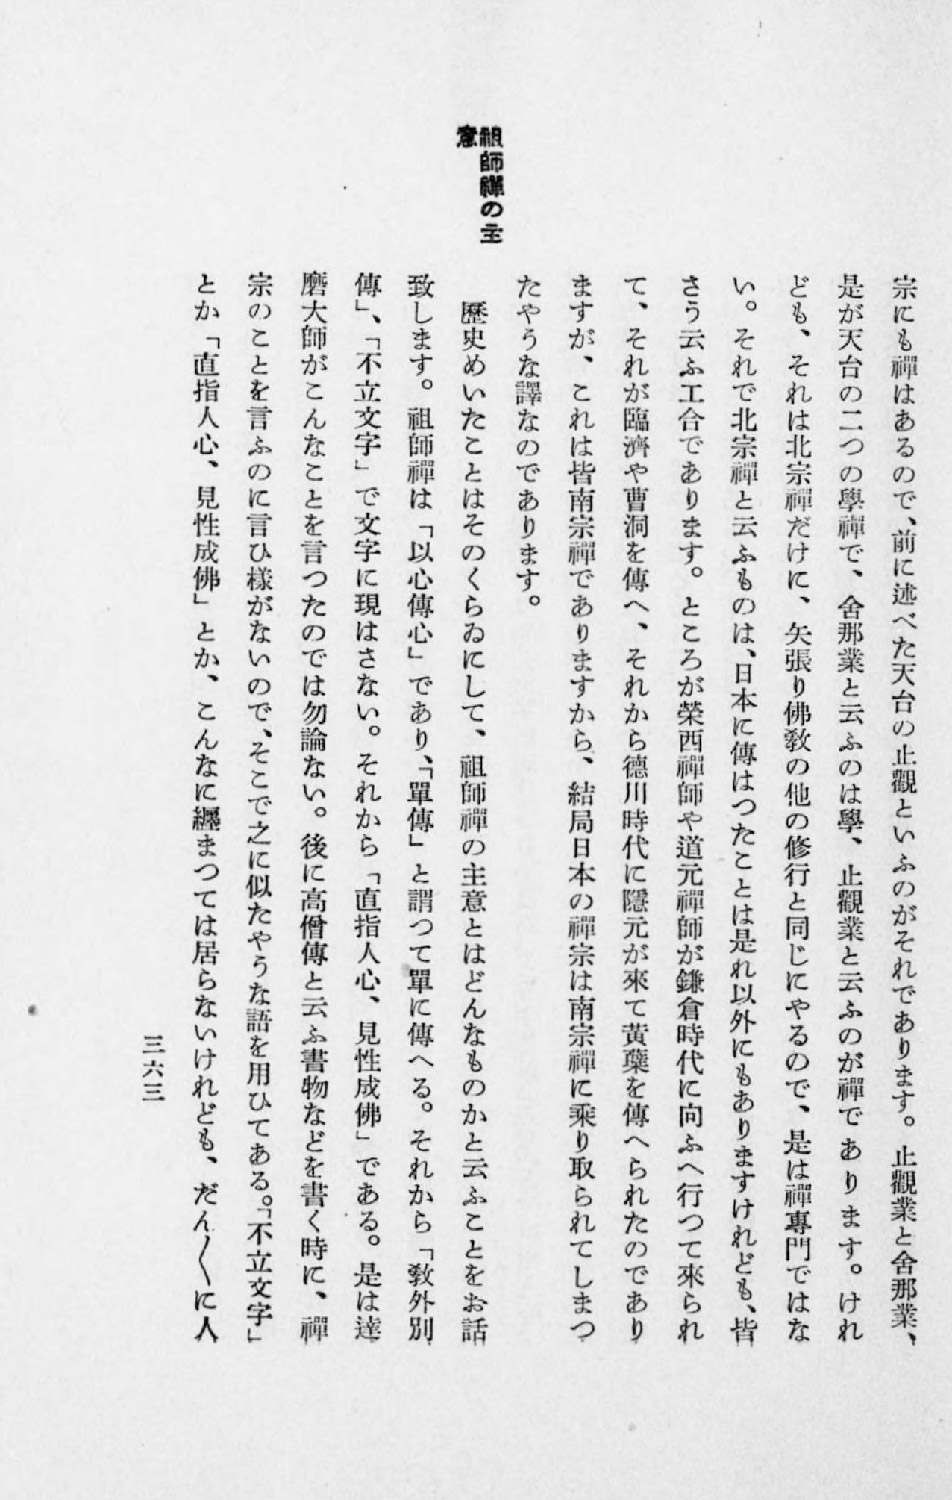 宗にも禪はあるので、前に述べた天台の止觀といふのがそれであります。止觀業と舍那業、
是が天台の二つの學禪で、舍那業と云ふのは學、止觀業と云ふのが禪であります。けれ
ども、それは北宗禪だけに、矢張り佛敎の他の修行と同じにやるので、是は禪專門ではな
い。それで北宗禪と云ふものは、日本に傳はつたことは是れ以外にもありますけれども、皆
さう云ふ工合であります。ところが榮西禪師や道元禪師が鎌倉時代に向ふへ行つて來られ
て、それが臨濟や曹洞を傳へ、それから德川時代に隱元が來て黃蘗を傳へられたのであり
ますが、これは皆南宗禪でありますから、結局日本の禪宗は南宗禪に乘り取られてしまつ
たやうな譯なのであります。
祖師禪の主
意
歷史めいたことはそのくらゐにして、祖師禪の主意とはどんなものかと云ふことをお話
致します。祖師禪は「以心傳心」であり、「單傳」と謂つて單に傳へる。それから「敎外別
傳」、「不立文字」で文字に現はさない。それから「直指人心、見性成佛」である。是は達
磨大師がこんなことを言つたのでは勿論ない。後に高僧傳と云ふ書物などを書く時に、禪
宗のことを言ふのに言ひ樣がないので、そこで之に似たやうな語を用ひてある。「不立文字」
とか「直指人心、見性成佛」とか、こんなに纒まつては居らないけれども、だん〱に人
三六三